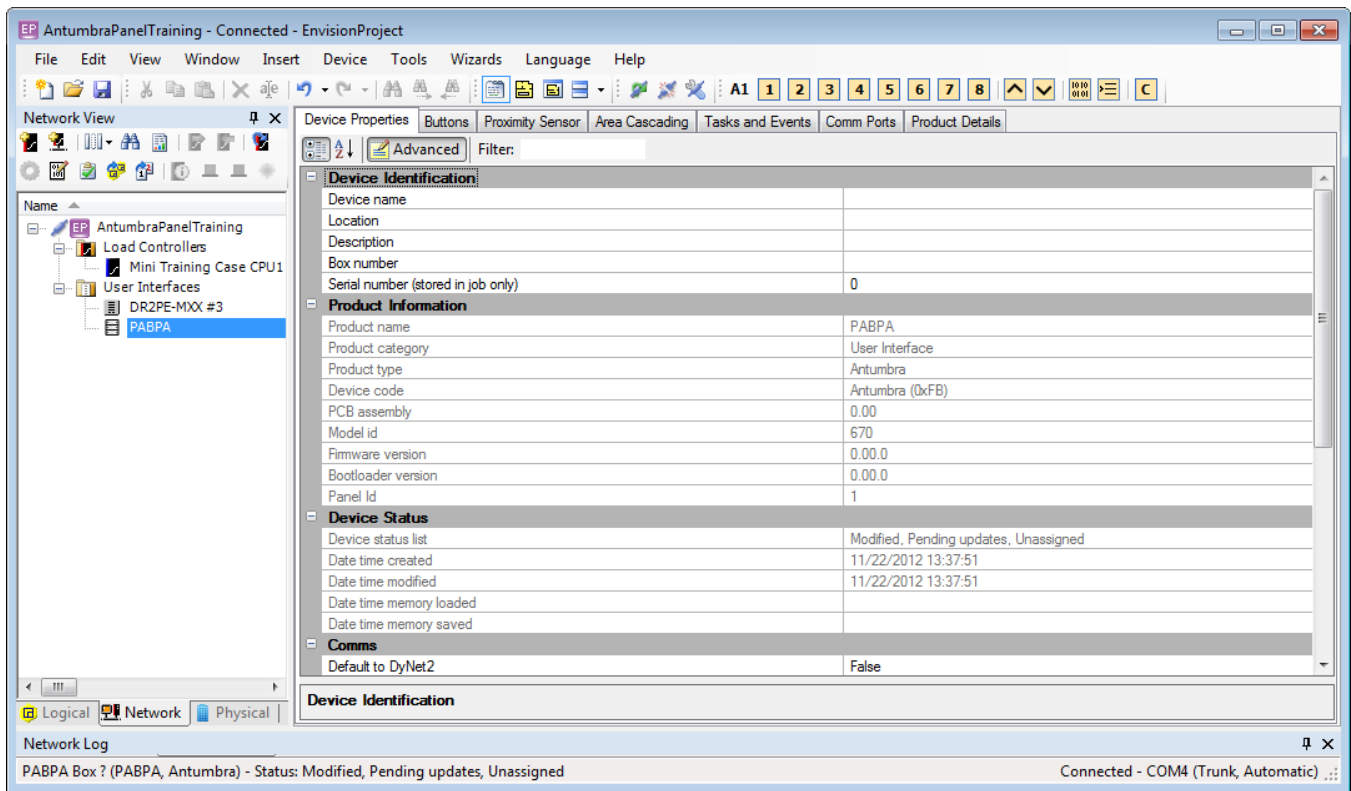 EP AntumbraPanelTraining - Connected - EnvisionProject
File Edit View Window Insert Device Tools Wizards Language Help
A1 1 2 3 4 5 6 7 8 C
Network View
Name
EP AntumbraPanelTraining
Load Controllers
Mini Training Case CPU1
User Interfaces
DR2PE-MXX #3
PABPA
Logical Network Physical
Device Properties Buttons Proximity Sensor Area Cascading Tasks and Events Comm Ports Product Details
Advanced Filter:
Device Identification
Device name
Location
Description
Box number
Serial number (stored in job only) 0
Product Information
Product name PABPA
Product category User Interface
Product type Antumbra
Device code Antumbra (0xFB)
PCB assembly 0.00
Model id 670
Firmware version 0.00.0
Bootloader version 0.00.0
Panel Id 1
Device Status
Device status list Modified, Pending updates, Unassigned
Date time created 11/22/2012 13:37:51
Date time modified 11/22/2012 13:37:51
Date time memory loaded
Date time memory saved
Comms
Default to DyNet2 False
Device Identification
Network Log
PABPA Box ? (PABPA, Antumbra) - Status: Modified, Pending updates, Unassigned Connected - COM4 (Trunk, Automatic)